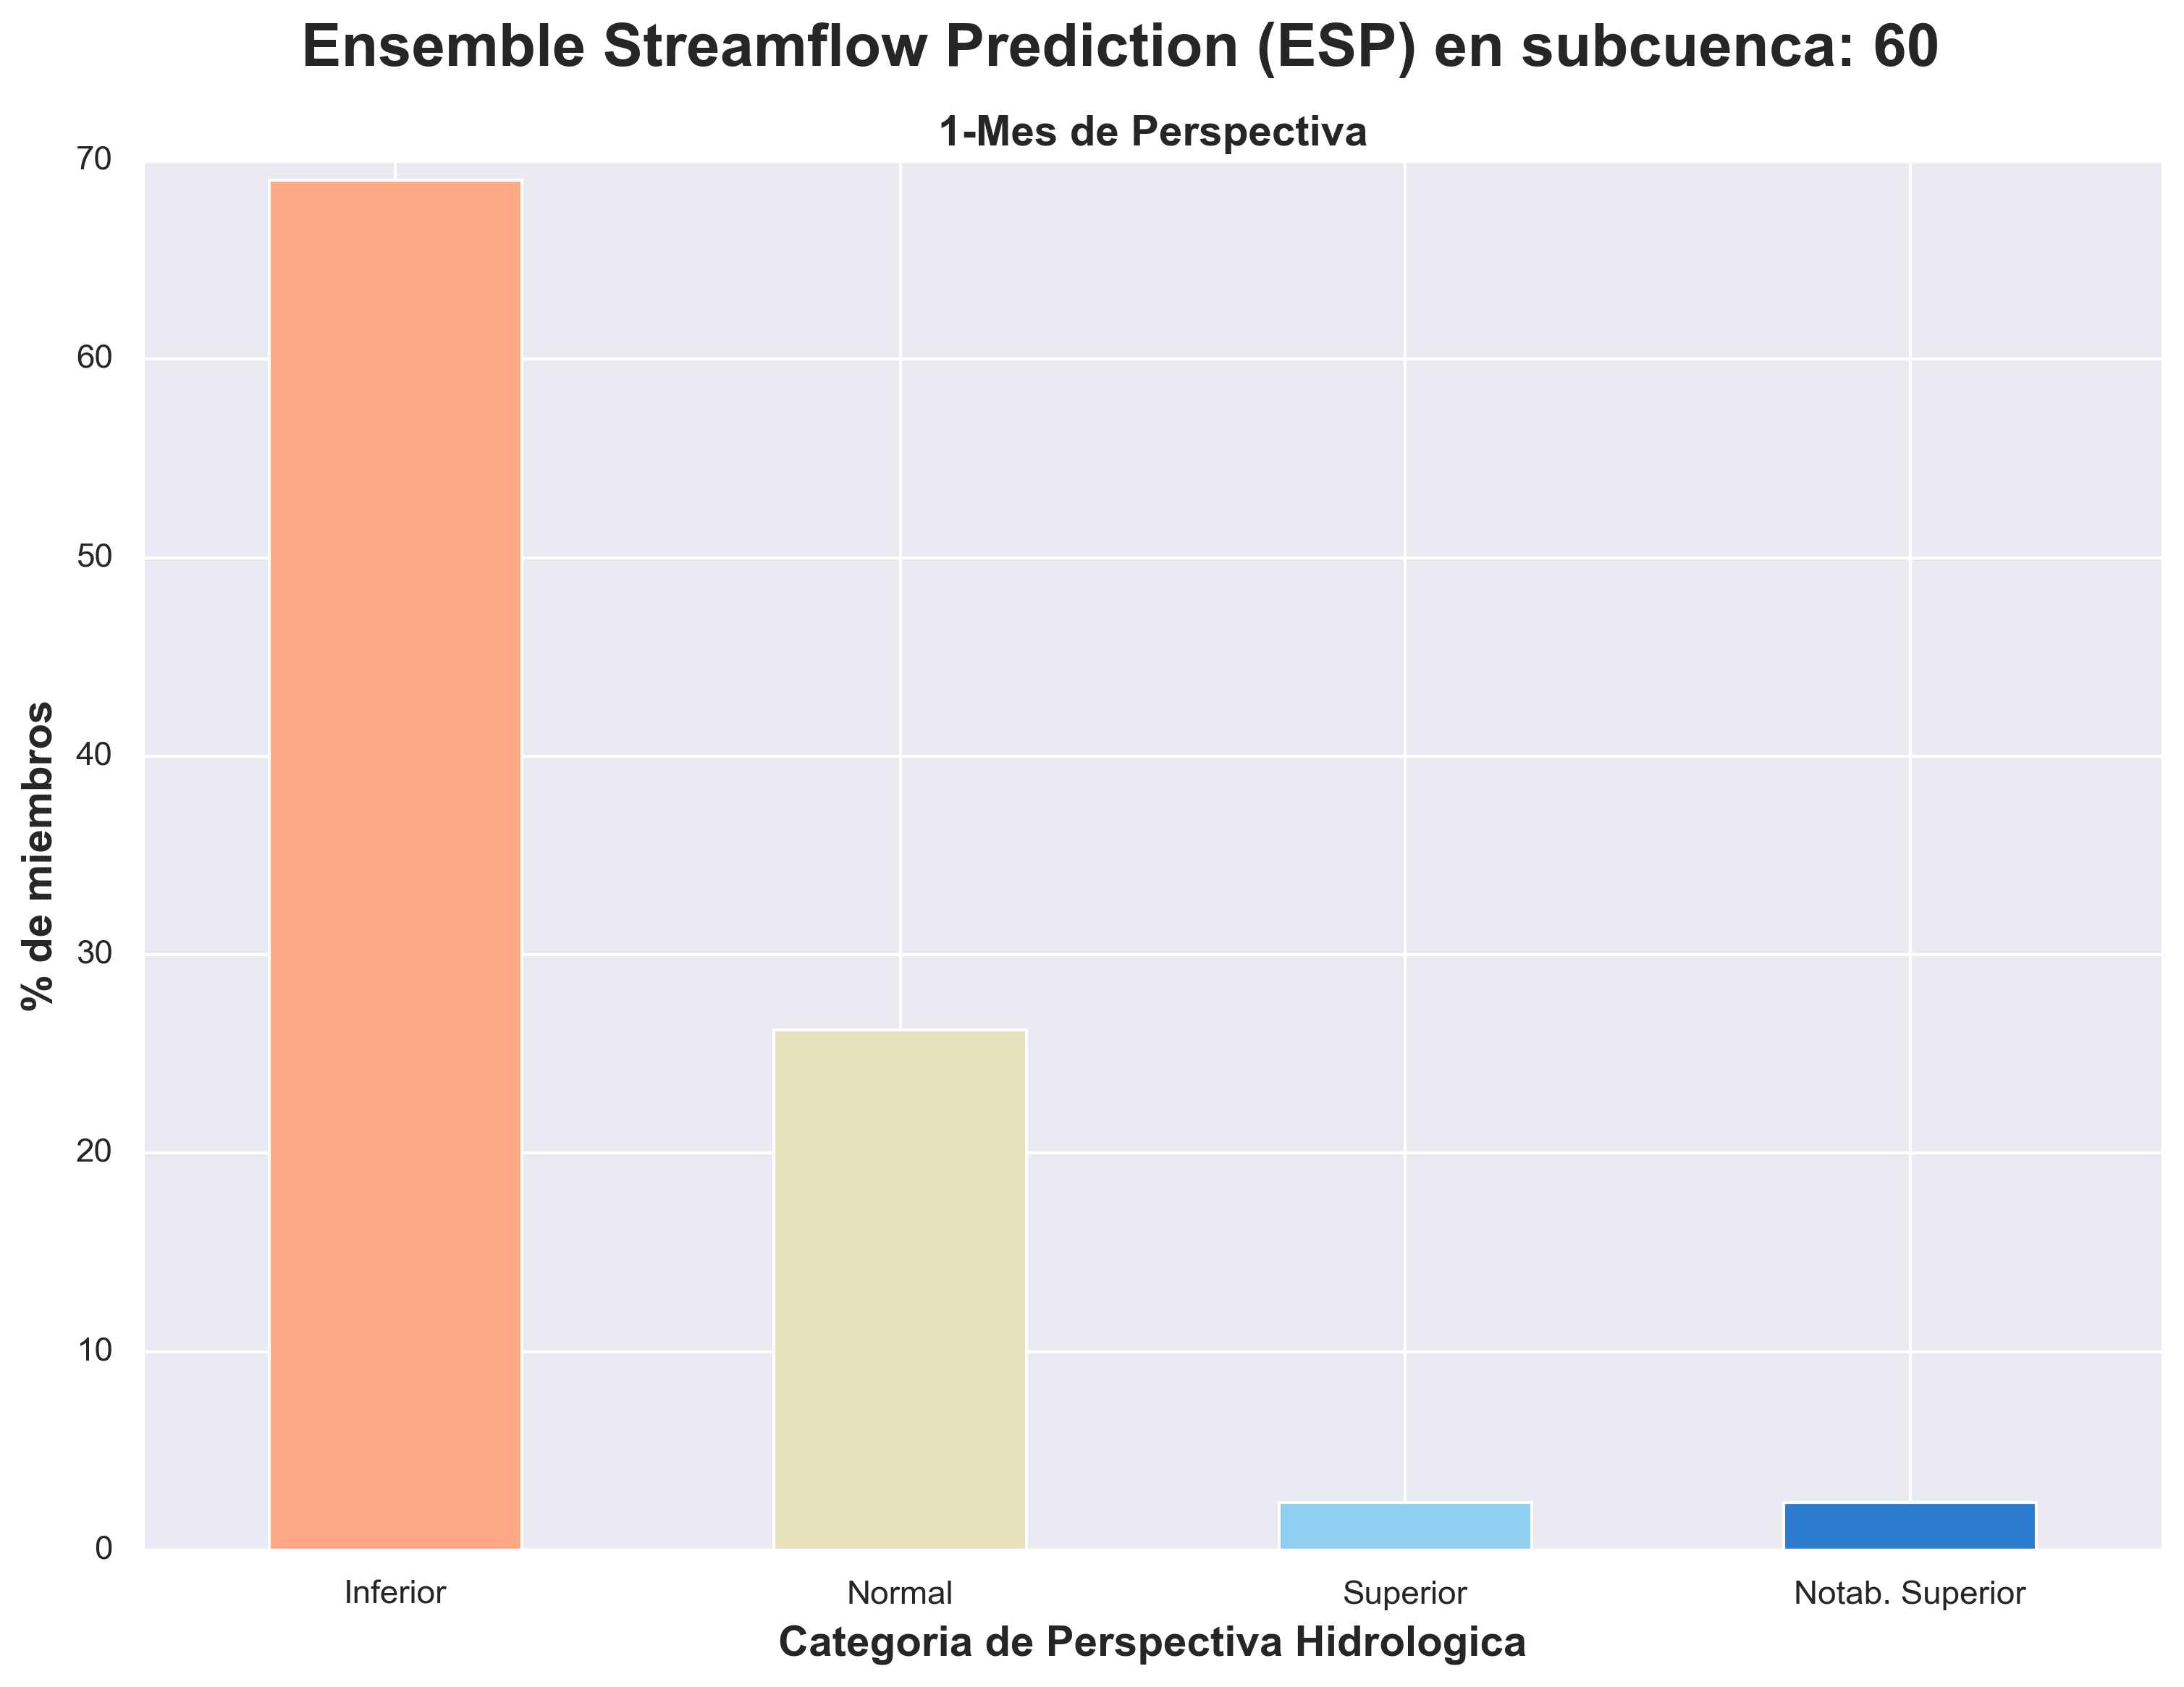 Ensemble Streamflow Prediction (ESP) en subcuenca: 60
1-Mes de Perspectiva
70
60
50
40
30
20
10
0
% de miembros
Inferior
Normal
Superior
Notab. Superior
Categoria de Perspectiva Hidrologica